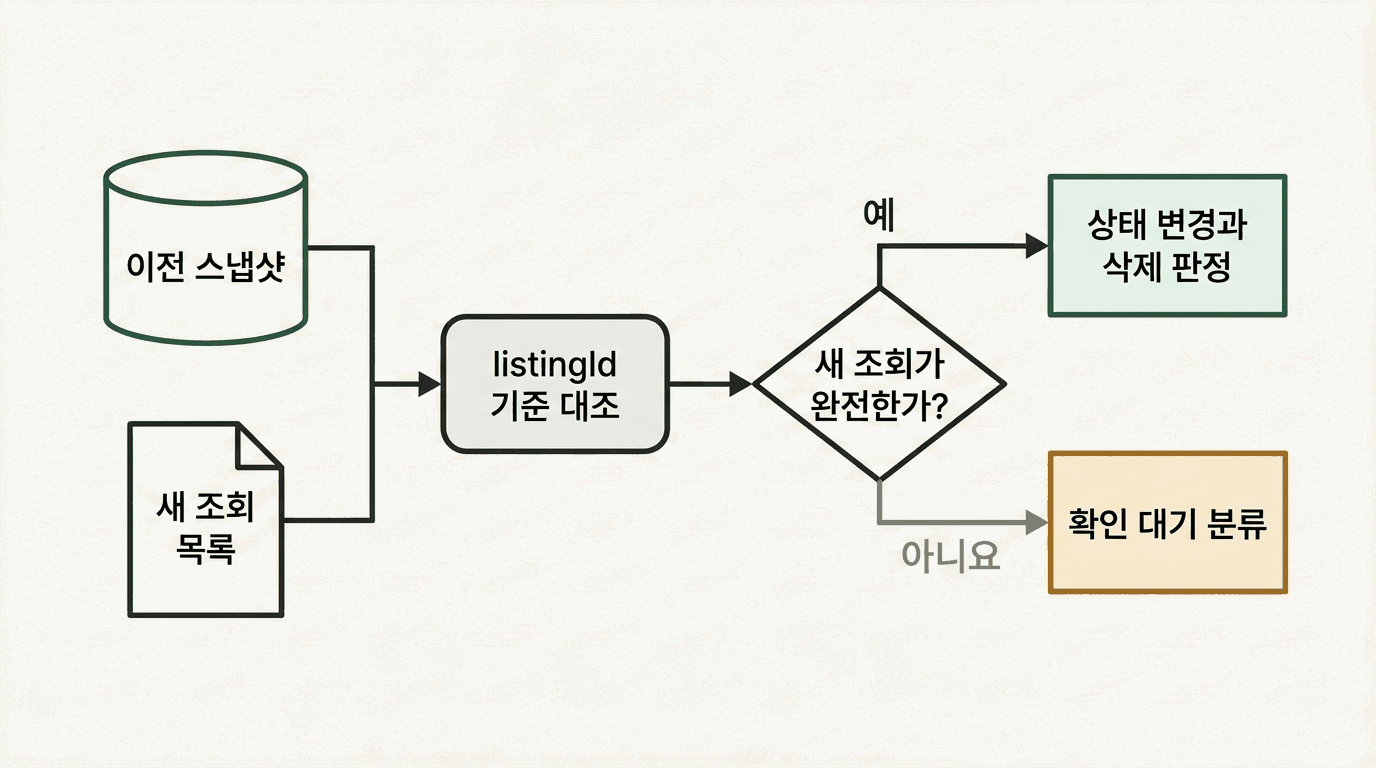 이전 스냅샷
새 조회
목록
listingId
기준 대조
새 조회가
완전한가?
예
상태 변경과
삭제 판정
아니요
확인 대기 분류